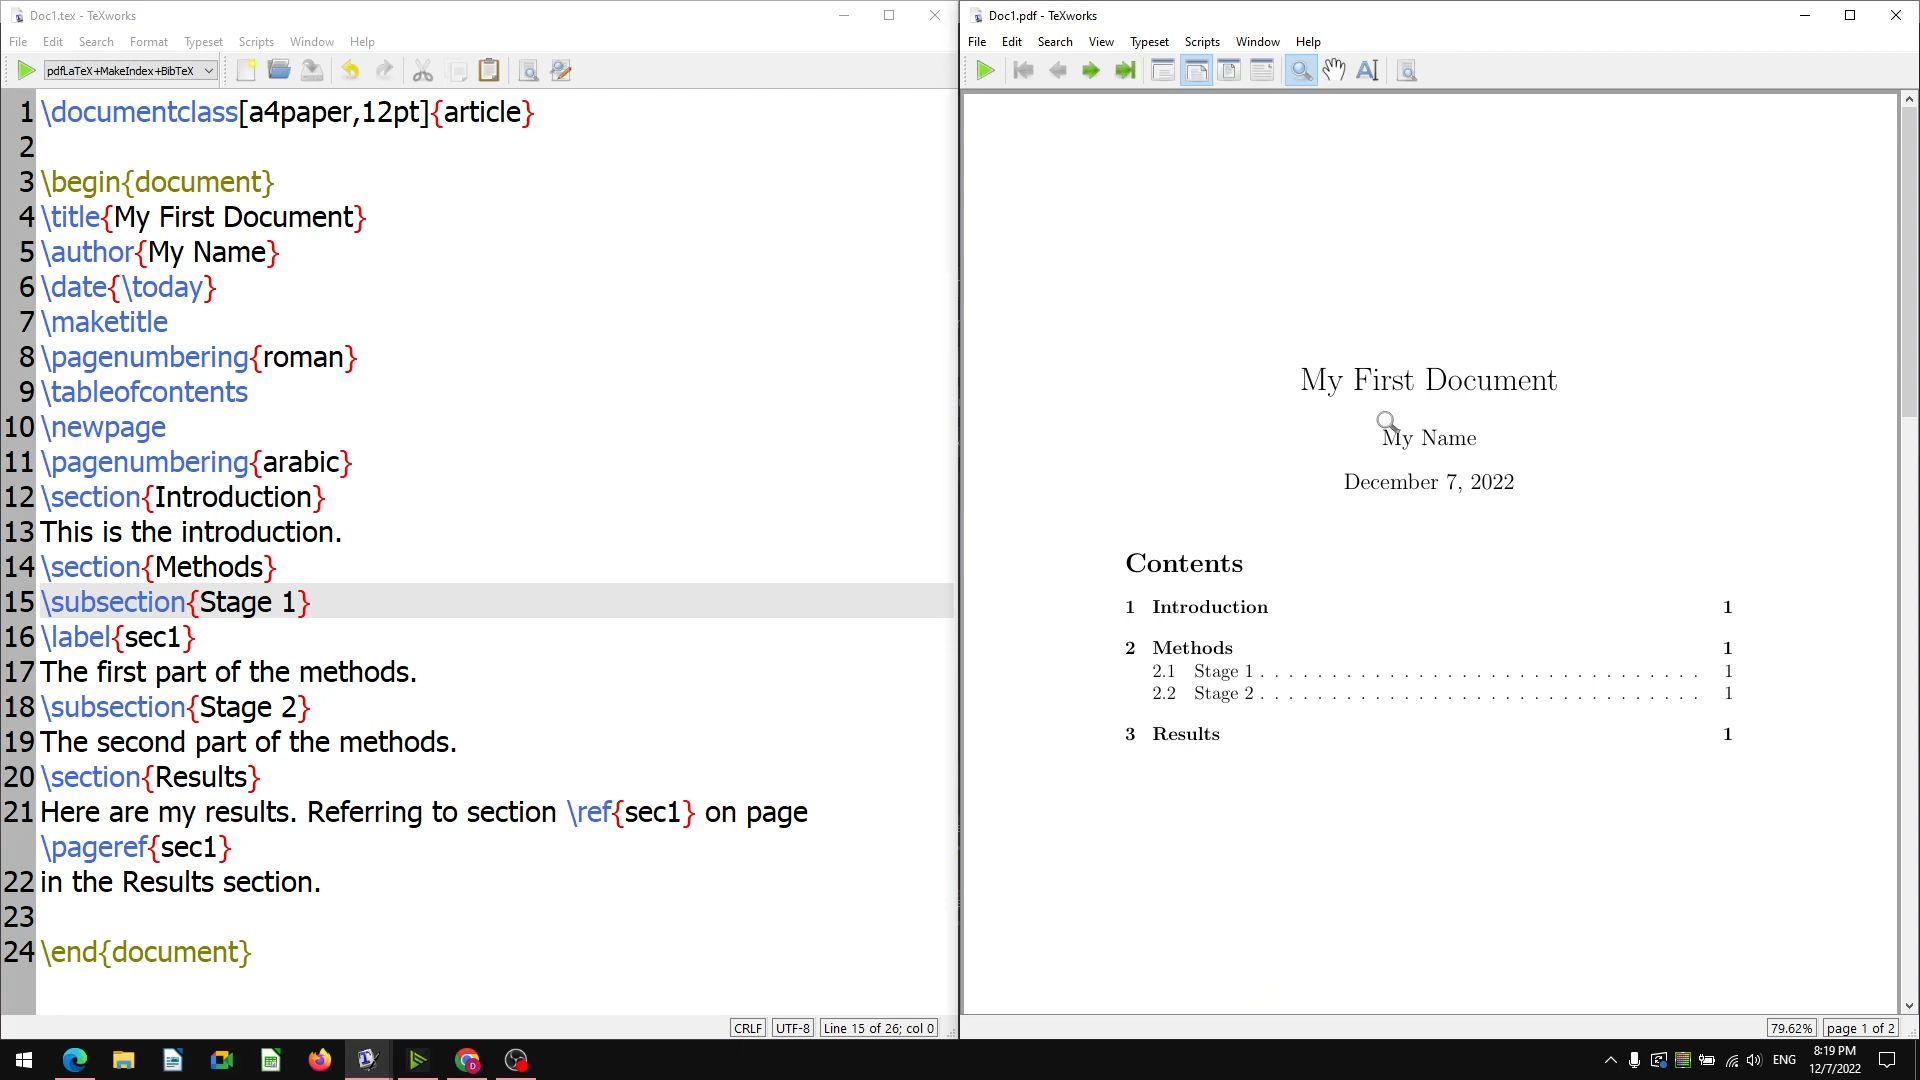 Doc1.tex - TeXworks
File Edit Search Format Typeset Scripts Window Help
pdfLaTeX+MakeIndex+BibTeX
1 \documentclass[a4paper,12pt]{article}
2
3 \begin{document}
4 \title{My First Document}
5 \author{My Name}
6 \date{\today}
7 \maketitle
8 \pagenumbering{roman}
9 \tableofcontents
10 \newpage
11 \pagenumbering{arabic}
12 \section{Introduction}
13 This is the introduction.
14 \section{Methods}
15 \subsection{Stage 1}
16 \label{sec1}
17 The first part of the methods.
18 \subsection{Stage 2}
19 The second part of the methods.
20 \section{Results}
21 Here are my results. Referring to section \ref{sec1} on page
\pageref{sec1}
22 in the Results section.
23
24 \end{document}
CRLF UTF-8 Line 15 of 26; col 0
Doc1.pdf - TeXworks
File Edit Search View Typeset Scripts Window Help
My First Document
My Name
December 7, 2022
Contents
1 Introduction 1
2 Methods 1
2.1 Stage 1 . . . . . . . . . . . . . . . . . . . . . . . . . . . . . . . 1
2.2 Stage 2 . . . . . . . . . . . . . . . . . . . . . . . . . . . . . . . 1
3 Results 1
79.62% page 1 of 2
ENG
8:19 PM
12/7/2022